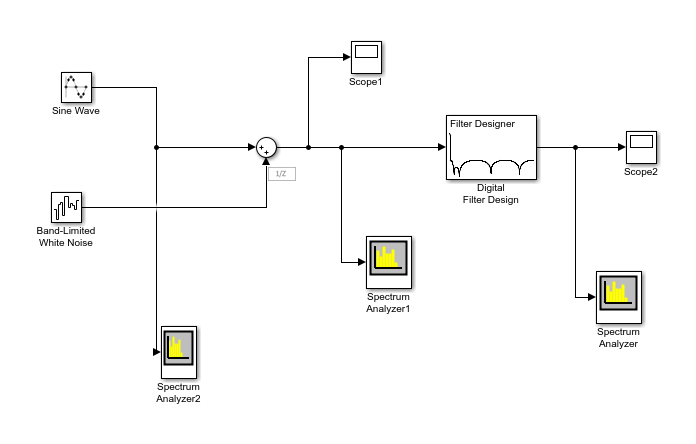 Scope1
Sine Wave
Filter Designer
Scope2
1/Z
Digital
Filter Design
Band-Limited
White Noise
Spectrum
Analyzer1
Spectrum
Analyzer
Spectrum
Analyzer2